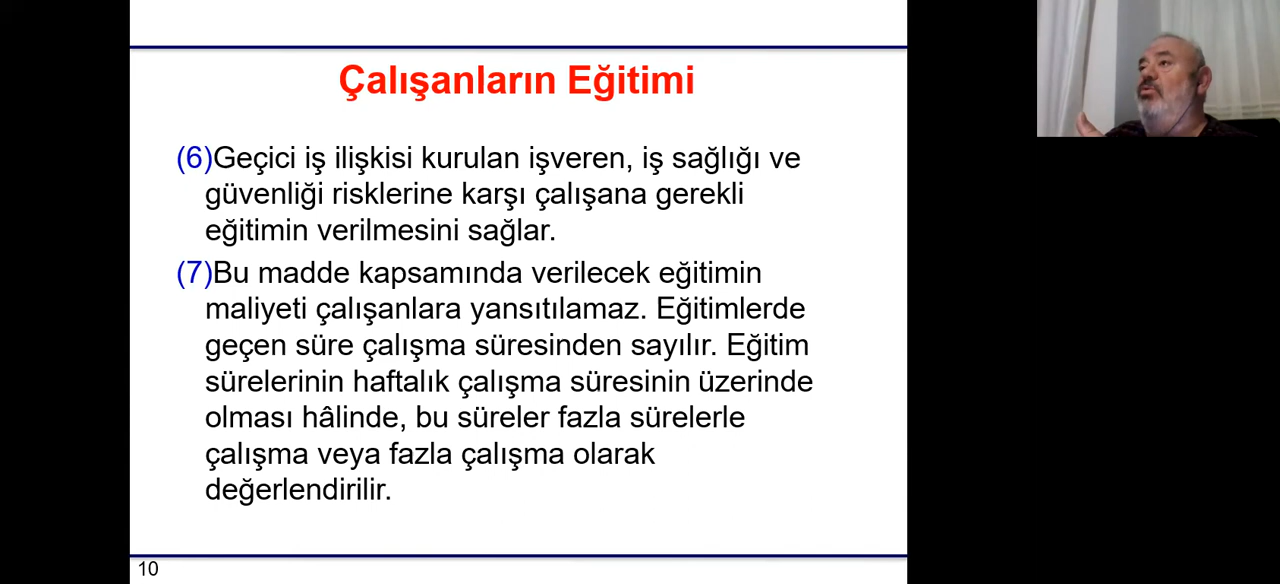 Çalışanların Eğitimi
(6)Geçici iş ilişkisi kurulan işveren, iş sağlığı ve
güvenliği risklerine karşı çalışana gerekli
eğitimin verilmesini sağlar.
(7)Bu madde kapsamında verilecek eğitimin
maliyeti çalışanlara yansıtılamaz. Eğitimlerde
geçen süre çalışma süresinden sayılır. Eğitim
sürelerinin haftalık çalışma süresinin üzerinde
olması hâlinde, bu süreler fazla sürelerle
çalışma veya fazla çalışma olarak
değerlendirilir.
10